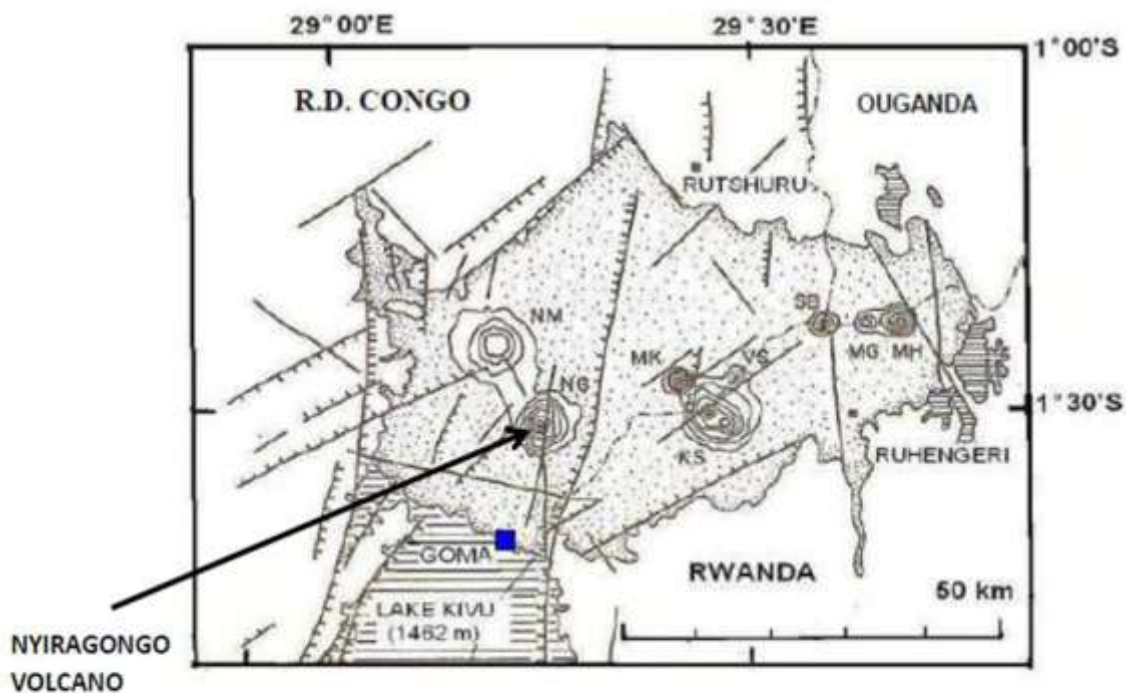 29°00'E 29°30'E
1°00'S
R.D. CONGO
OUGANDA
RUTSHURU
SB
NM
MG MH
MK VS
NG
1°30'S
KS
RUHENGERI
GOMA
RWANDA
50 km
LAKE KIVU
(1462 m)
NYIRAGONGO
VOLCANO